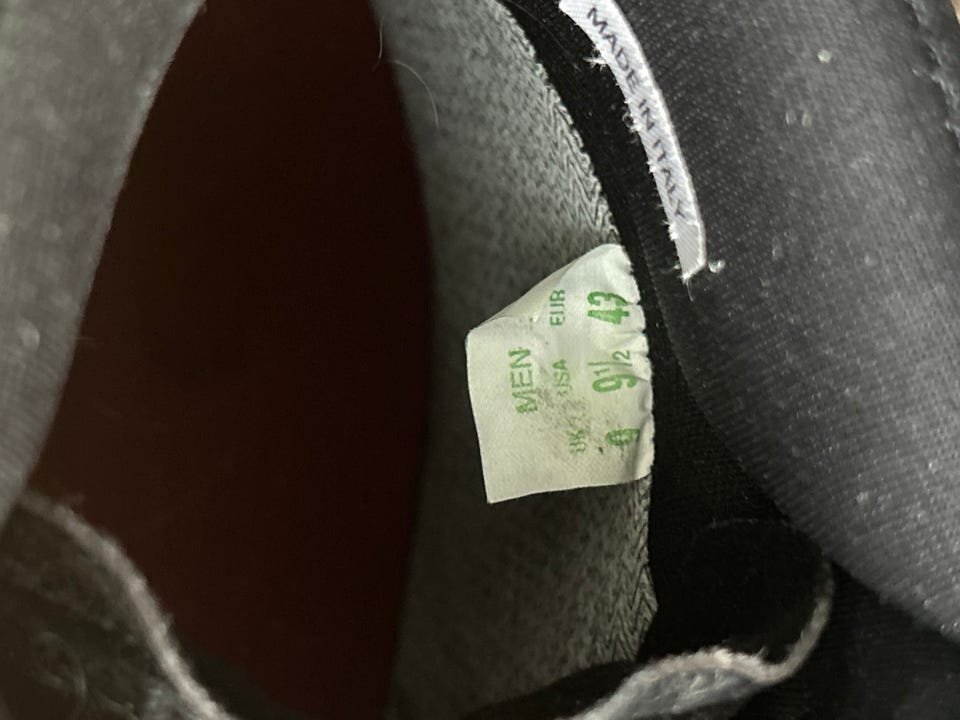 MADE IN ITALY
MEN
UK USA EUR
9 9½ 43